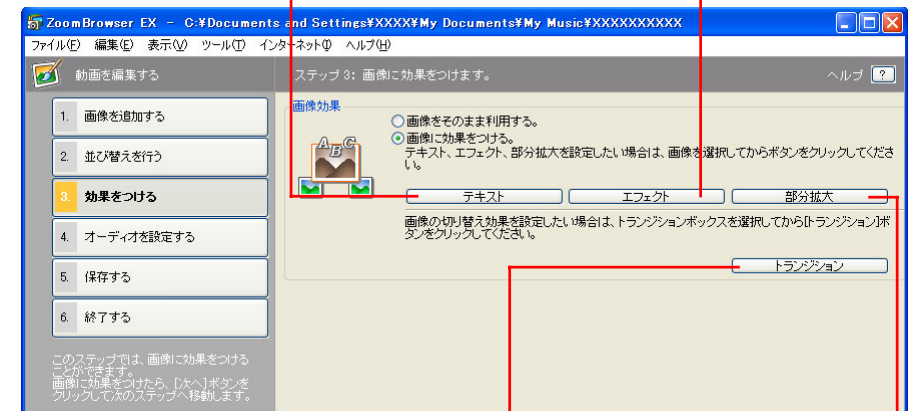 ZoomBrowser EX - C:¥Documents and Settings¥XXXX¥My Documents¥My Music¥XXXXXXXXXX
ファイル(F) 編集(E) 表示(V) ツール(T) インターネット(I) ヘルプ(H)
動画を編集する
ステップ 3: 画像に効果をつけます。
ヘルプ ?
1. 画像を追加する
2. 並び替えを行う
3. 効果をつける
4. オーディオを設定する
5. 保存する
6. 終了する
このステップでは、画像に効果をつける
ことができます。
画像に効果をつけたら、[次へ]ボタンを
クリックして次のステップへ移動します。
画像効果
ABC
画像をそのまま利用する。
画像に効果をつける。
テキスト、エフェクト、部分拡大を設定したい場合は、画像を選択してからボタンをクリックしてくださ
い。
テキスト エフェクト 部分拡大
画像の切り替え効果を設定したい場合は、トランジションボックスを選択してから[トランジション]ボ
タンをクリックしてください。
トランジション